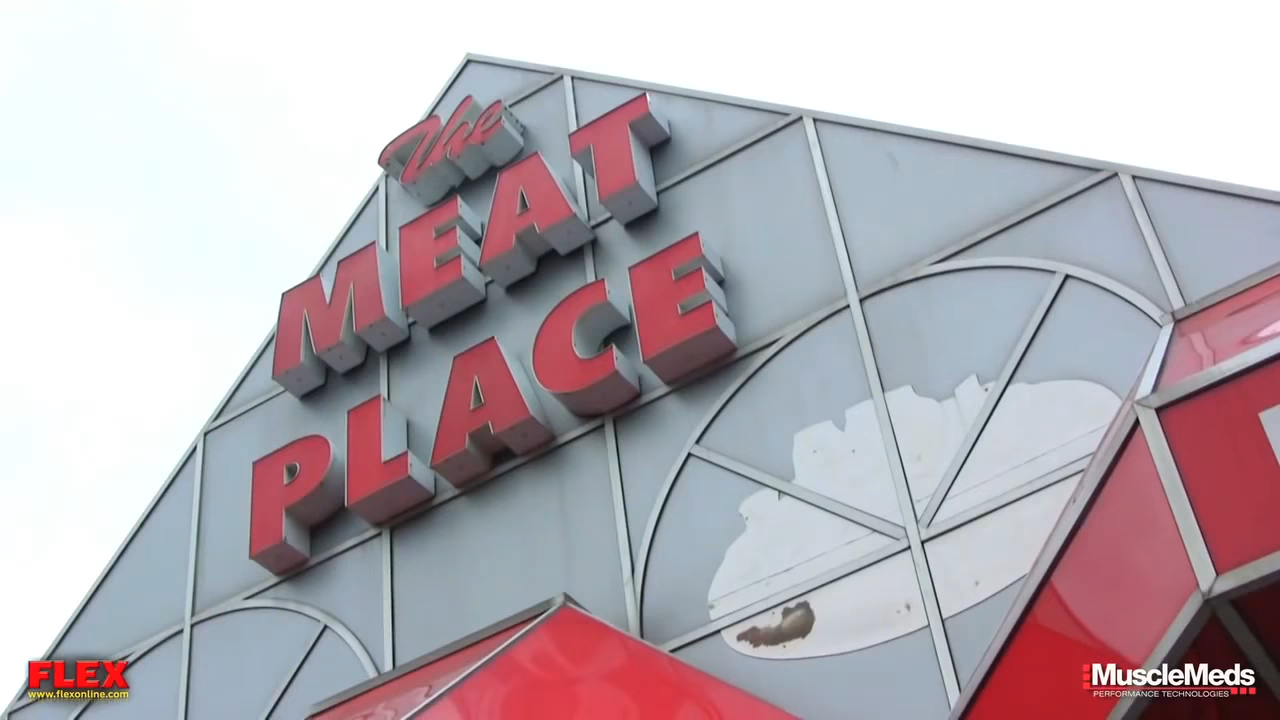 The
MEAT
PLACE
FLEX
www.flexonline.com
MuscleMeds
PERFORMANCE TECHNOLOGIES